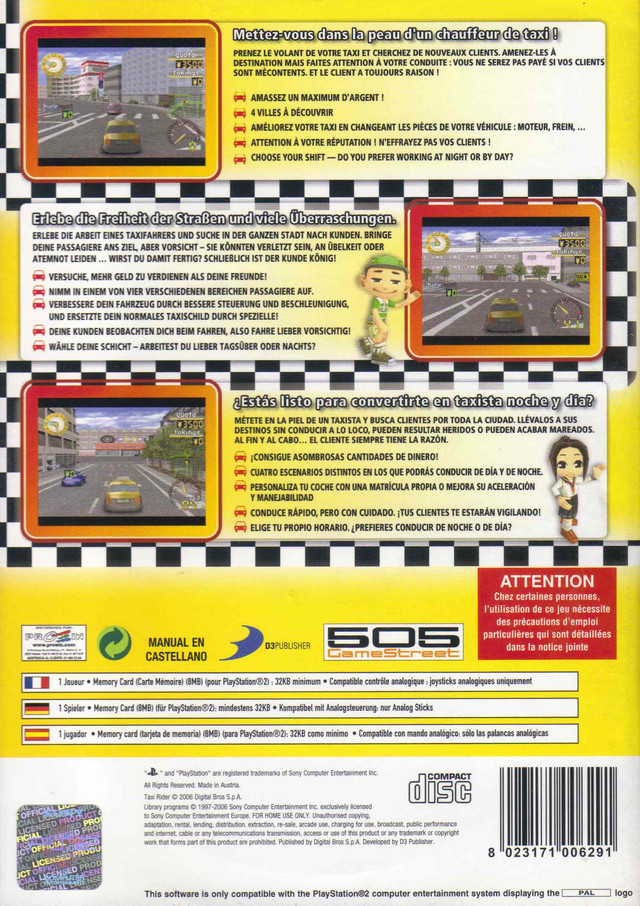 Mettez-vous dans la peau d'un chauffeur de taxi !
PRENEZ LE VOLANT DE VOTRE TAXI ET CHERCHEZ DE NOUVEAUX CLIENTS. AMENEZ-LES À
DESTINATION MAIS FAITES ATTENTION À VOTRE CONDUITE : VOUS NE SEREZ PAS PAYÉ SI VOS CLIENTS
SONT MÉCONTENTS. ET LE CLIENT A TOUJOURS RAISON !
AMASSEZ UN MAXIMUM D'ARGENT !
4 VILLES À DÉCOUVRIR
AMÉLIOREZ VOTRE TAXI EN CHANGEANT LES PIÈCES DE VOTRE VÉHICULE : MOTEUR, FREIN, ...
ATTENTION À VOTRE RÉPUTATION ! N'EFFRAYEZ PAS VOS CLIENTS !
CHOOSE YOUR SHIFT — DO YOU PREFER WORKING AT NIGHT OR BY DAY?
quota
¥3500
Takings
¥0
Erlebe die Freiheit der Straßen und viele Überraschungen.
ERLEBE DIE ARBEIT EINES TAXIFAHRERS UND SUCHE IN DER GANZEN STADT NACH KUNDEN. BRINGE
DEINE PASSAGIERE ANS ZIEL, ABER VORSICHT – SIE KÖNNTEN VERLETZT SEIN, AN ÜBELKEIT ODER
ATEMNOT LEIDEN ... WIRST DU DAMIT FERTIG? SCHLIEßLICH IST DER KUNDE KÖNIG!
VERSUCHE, MEHR GELD ZU VERDIENEN ALS DEINE FREUNDE!
NIMM IN EINEM VON VIER VERSCHIEDENEN BEREICHEN PASSAGIERE AUF.
VERBESSERE DEIN FAHRZEUG DURCH BESSERE STEUERUNG UND BESCHLEUNIGUNG,
UND ERSETZTE DEIN NORMALES TAXISCHILD DURCH SPEZIELLE!
DEINE KUNDEN BEOBACHTEN DICH BEIM FAHREN, ALSO FAHRE LIEBER VORSICHTIG!
WÄHLE DEINE SCHICHT – ARBEITEST DU LIEBER TAGSÜBER ODER NACHTS?
quota
¥3500
Takings
¥0
¿Estás listo para convertirte en taxista noche y día?
MÉTETE EN LA PIEL DE UN TAXISTA Y BUSCA CLIENTES POR TODA LA CIUDAD. LLÉVALOS A SUS
DESTINOS SIN CONDUCIR A LO LOCO, PUEDEN RESULTAR HERIDOS O PUEDEN ACABAR MAREADOS.
AL FIN Y AL CABO... EL CLIENTE SIEMPRE TIENE LA RAZÓN.
¡CONSIGUE ASOMBROSAS CANTIDADES DE DINERO!
CUATRO ESCENARIOS DISTINTOS EN LOS QUE PODRÁS CONDUCIR DE DÍA Y DE NOCHE.
PERSONALIZA TU COCHE CON UNA MATRÍCULA PROPIA O MEJORA SU ACELERACIÓN
Y MANEJABILIDAD
CONDUCE RÁPIDO, PERO CON CUIDADO. ¡TUS CLIENTES TE ESTARÁN VIGILANDO!
ELIGE TU PROPIO HORARIO. ¿PREFIERES CONDUCIR DE NOCHE O DE DÍA?
quota
¥3500
Takings
¥0
ATTENTION
Chez certaines personnes,
l'utilisation de ce jeu nécessite
des précautions d'emploi
particulières qui sont détaillées
dans la notice jointe
PROEIN
www.proein.com
MANUAL EN
CASTELLANO
D3PUBLISHER
505
GameStreet
1 Joueur • Memory Card (Carte Mémoire) (8MB) (pour PlayStation®2) : 32KB minimum • Compatible contrôle analogique : joysticks analogiques uniquement
1 Spieler • Memory Card (8MB) (für PlayStation®2): mindestens 32KB • Kompatibel mit Analogsteuerung: nur Analog Sticks
1 jugador • Memory card (tarjeta de memoria) (8MB) (para PlayStation®2): 32KB como mínimo • Compatible con mando analógico: sólo las palancas analógicas
" " and "PlayStation" are registered trademarks of Sony Computer Entertainment Inc.
All Rights Reserved. Made in Austria.
Taxi Rider © 2006 Digital Bros S.p.A.
Library programs © 1997-2006 Sony Computer Entertainment Inc. exclusively licensed
to Sony Computer Entertainment Europe. FOR HOME USE ONLY. Unauthorised copying,
adaptation, rental, lending, distribution, extraction, re-sale, arcade use, charging for use, broadcast, public performance
and internet, cable or any telecommunications transmission, access or use of this product or any trademark or copyright
work that forms part of this product are prohibited. Published by Digital Bros S.p.A. Developed by D3 Publisher.
COMPACT
disc
8 023171 006291
OFFICIAL
LICENSED PRODUCT
This software is only compatible with the PlayStation®2 computer entertainment system displaying the PAL logo